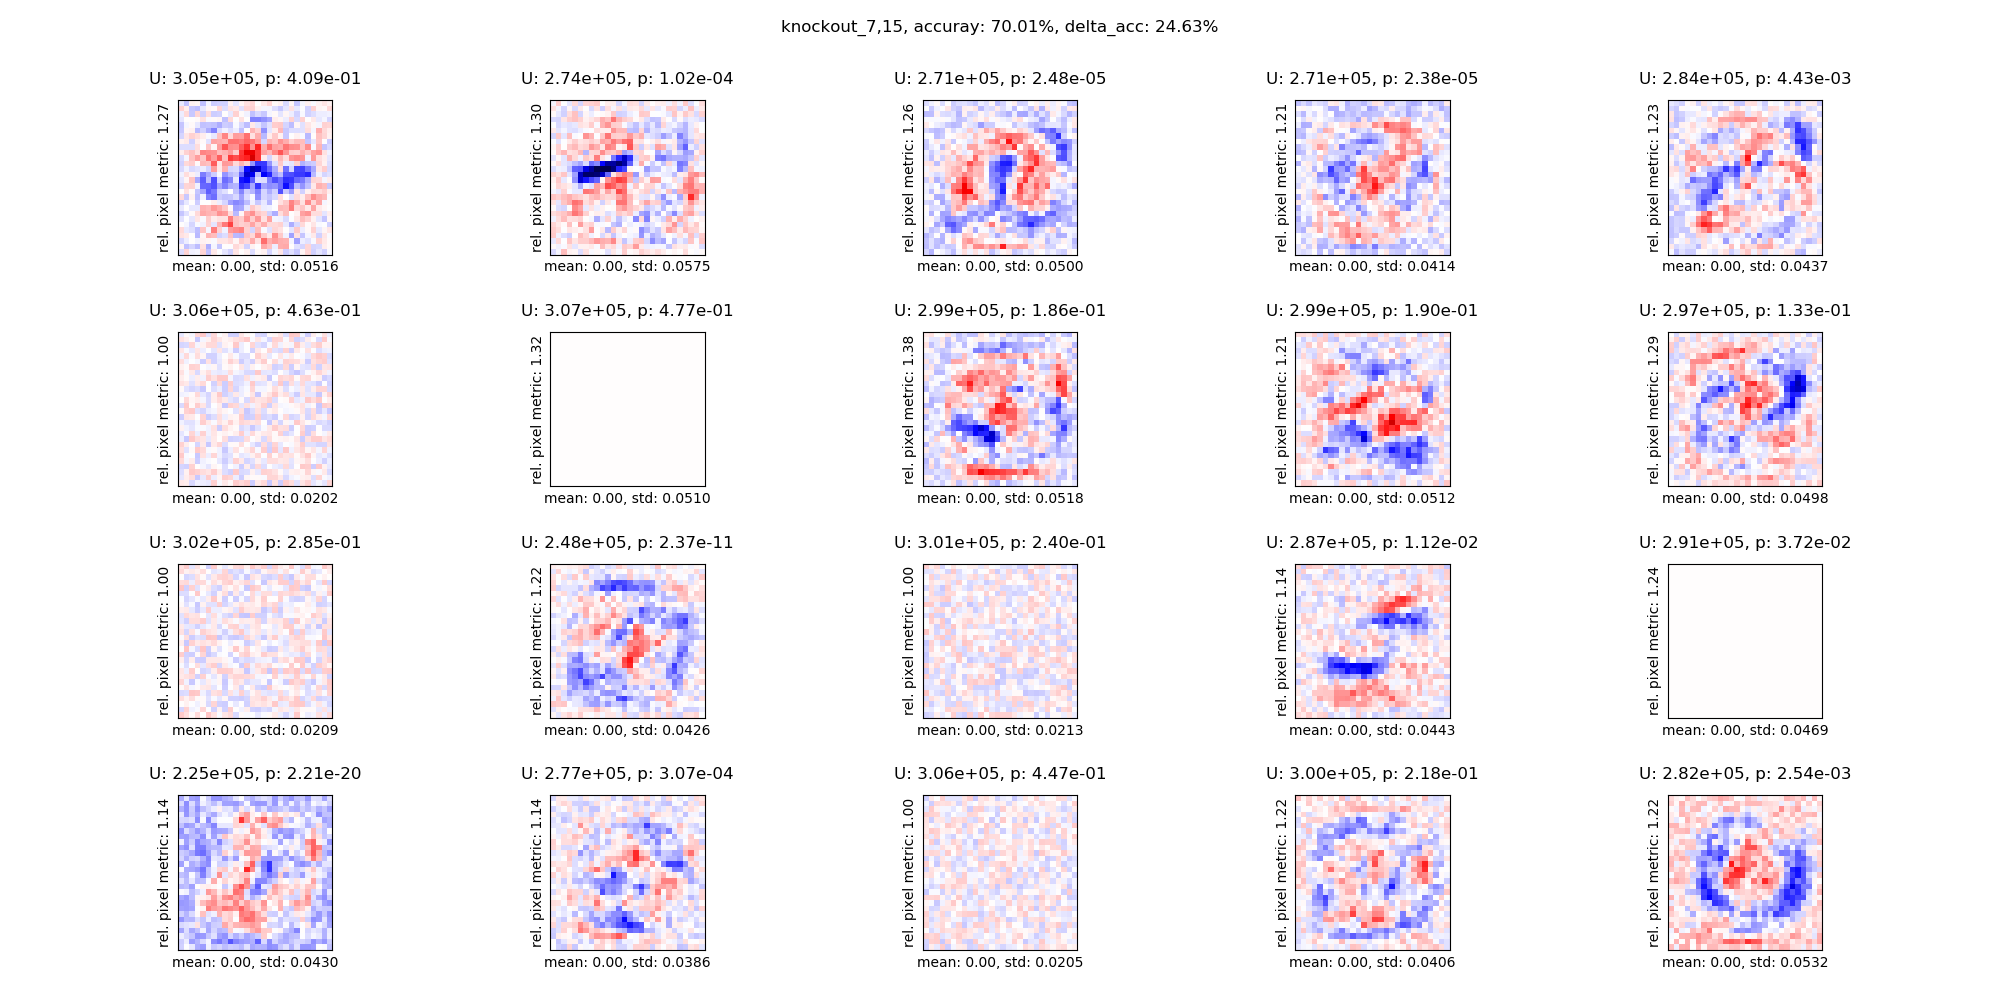 knockout_7,15, accuray: 70.01%, delta_acc: 24.63%
U: 3.05e+05, p: 4.09e-01
rel. pixel metric: 1.27
mean: 0.00, std: 0.0516
U: 2.74e+05, p: 1.02e-04
rel. pixel metric: 1.30
mean: 0.00, std: 0.0575
U: 2.71e+05, p: 2.48e-05
rel. pixel metric: 1.26
mean: 0.00, std: 0.0500
U: 2.71e+05, p: 2.38e-05
rel. pixel metric: 1.21
mean: 0.00, std: 0.0414
U: 2.84e+05, p: 4.43e-03
rel. pixel metric: 1.23
mean: 0.00, std: 0.0437
U: 3.06e+05, p: 4.63e-01
rel. pixel metric: 1.00
mean: 0.00, std: 0.0202
U: 3.07e+05, p: 4.77e-01
rel. pixel metric: 1.32
mean: 0.00, std: 0.0510
U: 2.99e+05, p: 1.86e-01
rel. pixel metric: 1.38
mean: 0.00, std: 0.0518
U: 2.99e+05, p: 1.90e-01
rel. pixel metric: 1.21
mean: 0.00, std: 0.0512
U: 2.97e+05, p: 1.33e-01
rel. pixel metric: 1.29
mean: 0.00, std: 0.0498
U: 3.02e+05, p: 2.85e-01
rel. pixel metric: 1.00
mean: 0.00, std: 0.0209
U: 2.48e+05, p: 2.37e-11
rel. pixel metric: 1.22
mean: 0.00, std: 0.0426
U: 3.01e+05, p: 2.40e-01
rel. pixel metric: 1.00
mean: 0.00, std: 0.0213
U: 2.87e+05, p: 1.12e-02
rel. pixel metric: 1.14
mean: 0.00, std: 0.0443
U: 2.91e+05, p: 3.72e-02
rel. pixel metric: 1.24
mean: 0.00, std: 0.0469
U: 2.25e+05, p: 2.21e-20
rel. pixel metric: 1.14
mean: 0.00, std: 0.0430
U: 2.77e+05, p: 3.07e-04
rel. pixel metric: 1.14
mean: 0.00, std: 0.0386
U: 3.06e+05, p: 4.47e-01
rel. pixel metric: 1.00
mean: 0.00, std: 0.0205
U: 3.00e+05, p: 2.18e-01
rel. pixel metric: 1.22
mean: 0.00, std: 0.0406
U: 2.82e+05, p: 2.54e-03
rel. pixel metric: 1.22
mean: 0.00, std: 0.0532